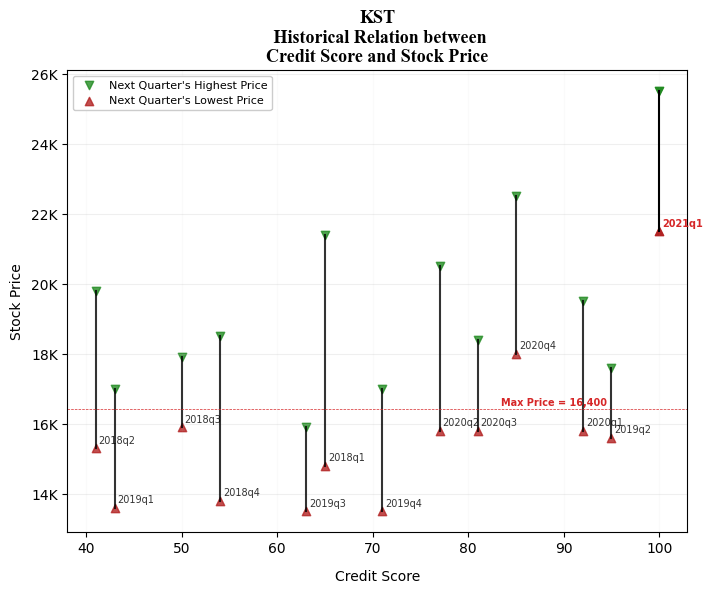 KST
Historical Relation between
Credit Score and Stock Price
Next Quarter's Highest Price
Next Quarter's Lowest Price
26K
24K
22K
20K
18K
16K
14K
Stock Price
2021q1
2020q4
Max Price = 16,400
2018q2
2018q3
2020q2
2020q3
2020q1
2019q2
2018q1
2019q1
2018q4
2019q3
2019q4
40
50
60
70
80
90
100
Credit Score